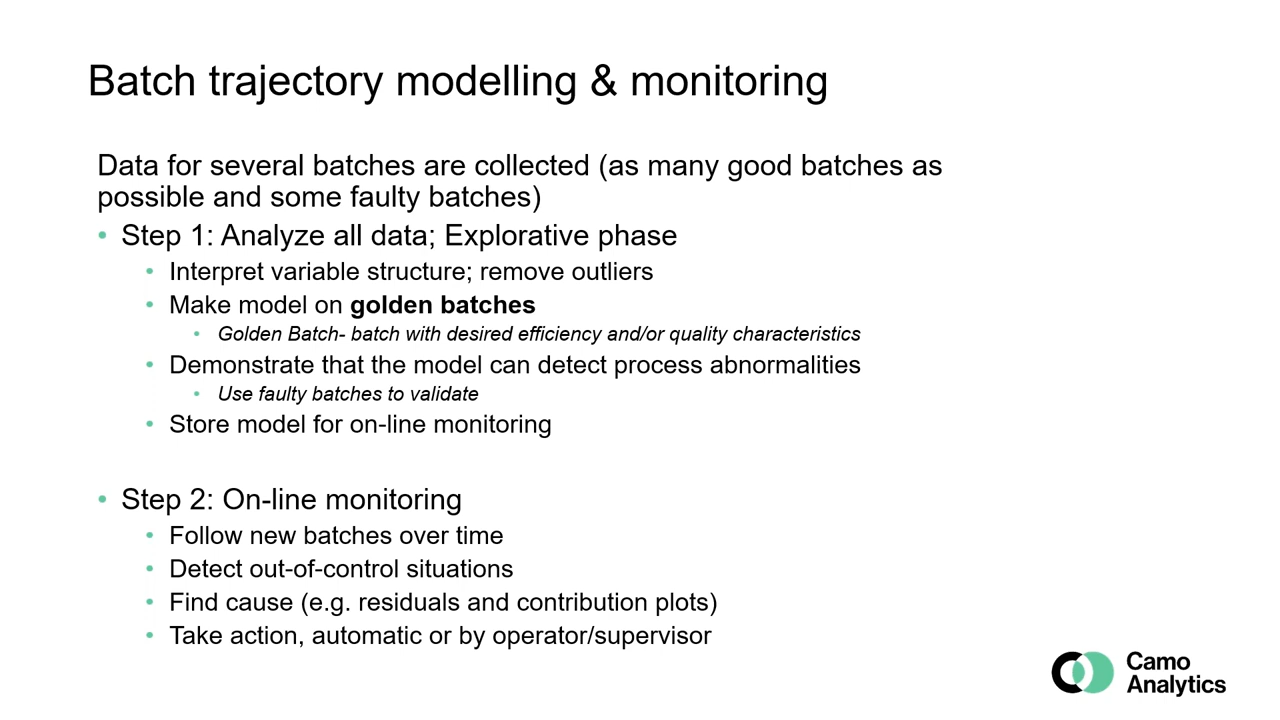 Batch trajectory modelling & monitoring
Data for several batches are collected (as many good batches as
possible and some faulty batches)
• Step 1: Analyze all data; Explorative phase
• Interpret variable structure; remove outliers
• Make model on golden batches
• Golden Batch- batch with desired efficiency and/or quality characteristics
• Demonstrate that the model can detect process abnormalities
• Use faulty batches to validate
• Store model for on-line monitoring
• Step 2: On-line monitoring
• Follow new batches over time
• Detect out-of-control situations
• Find cause (e.g. residuals and contribution plots)
• Take action, automatic or by operator/supervisor
Camo
Analytics